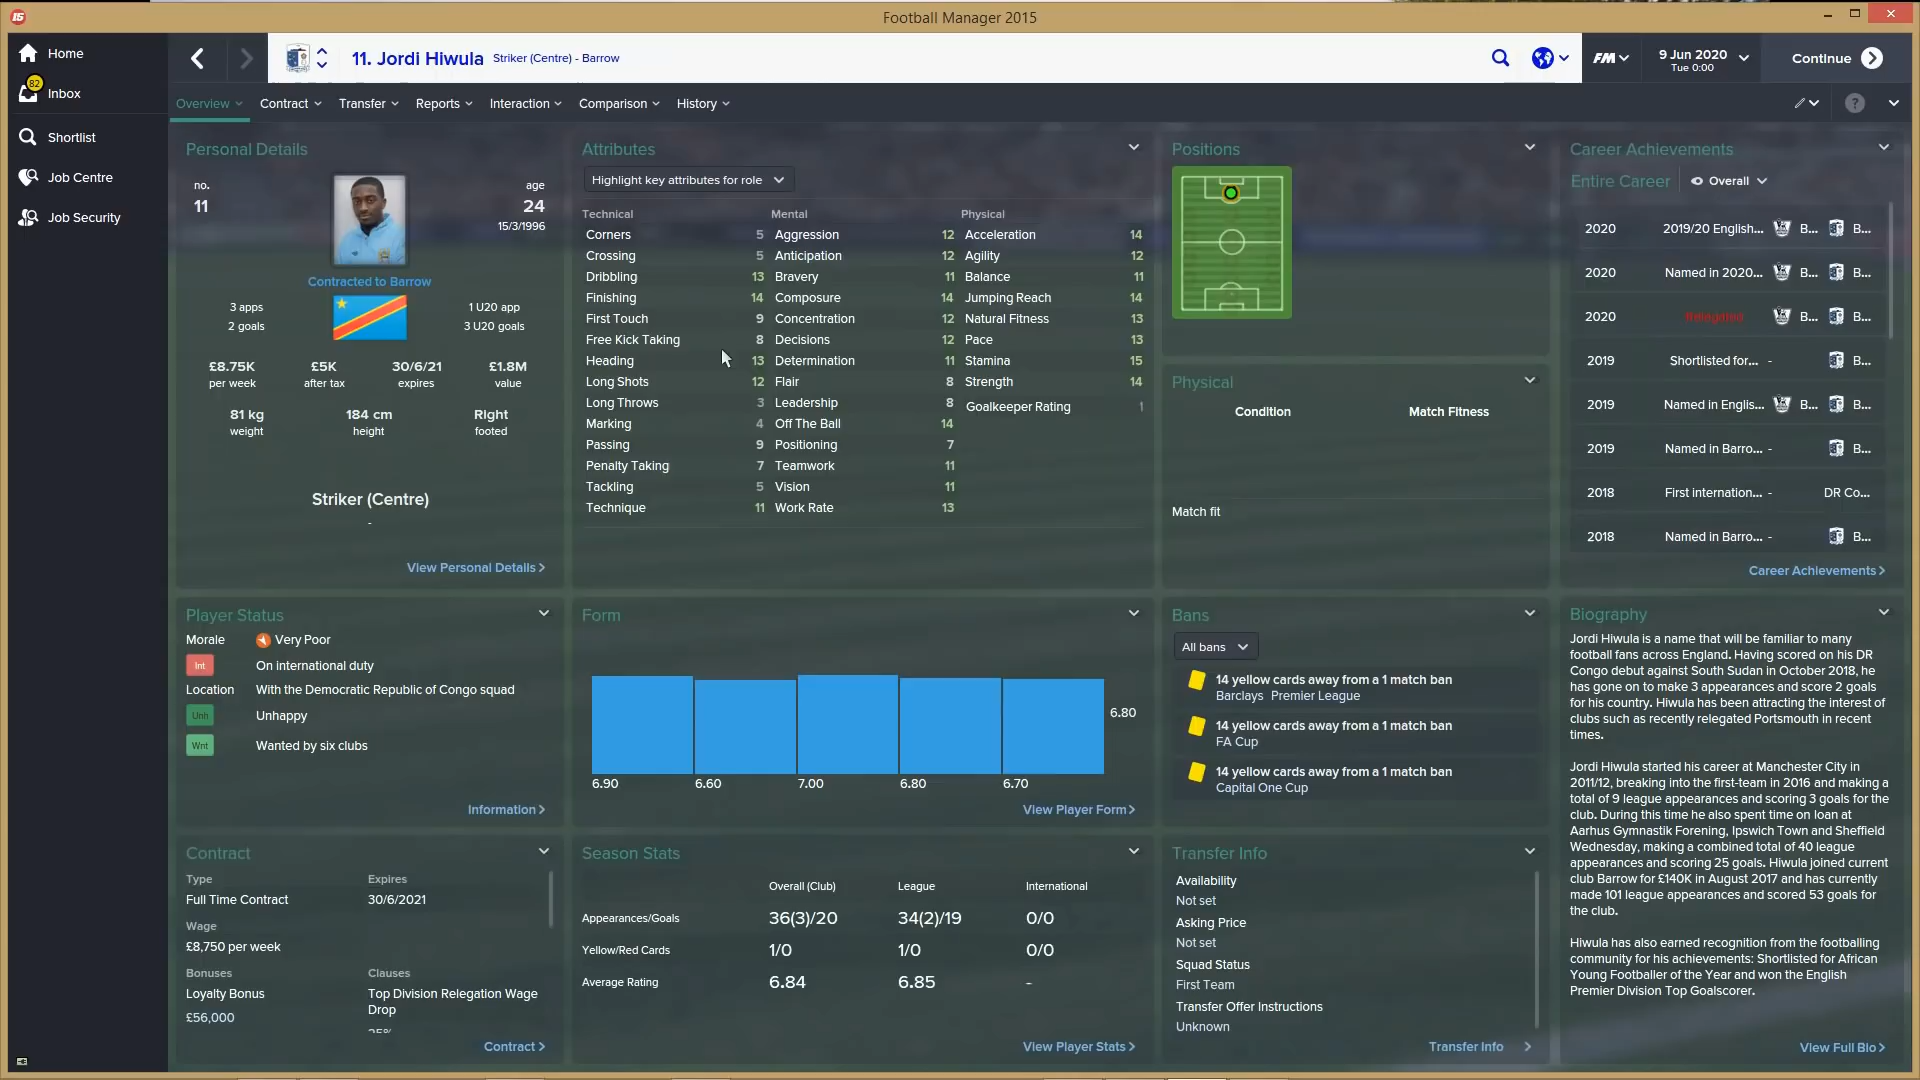 Football Manager 2015
Home
82
Inbox
Shortlist
Job Centre
Job Security
11. Jordi Hiwula Striker (Centre) - Barrow
FM
9 Jun 2020
Tue 0:00
Continue
Overview Contract Transfer Reports Interaction Comparison History
?
Personal Details
no.
11
age
24
15/3/1996
Contracted to Barrow
3 apps
2 goals
1 U20 app
3 U20 goals
£8.75K £5K 30/6/21 £1.8M
per week after tax expires value
81 kg 184 cm Right
weight height footed
Striker (Centre)
-
View Personal Details >
Attributes
Highlight key attributes for role
Technical Mental Physical
Corners 5 Aggression 12 Acceleration 14
Crossing 5 Anticipation 12 Agility 12
Dribbling 13 Bravery 11 Balance 11
Finishing 14 Composure 14 Jumping Reach 14
First Touch 9 Concentration 12 Natural Fitness 13
Free Kick Taking 8 Decisions 12 Pace 13
Heading 13 Determination 11 Stamina 15
Long Shots 12 Flair 8 Strength 14
Long Throws 3 Leadership 8 Goalkeeper Rating 1
Marking 4 Off The Ball 14
Passing 9 Positioning 7
Penalty Taking 7 Teamwork 11
Tackling 5 Vision 11
Technique 11 Work Rate 13
Positions
Physical
Condition Match Fitness
Match fit
Career Achievements
Entire Career Overall
2020 2019/20 English... B... B...
2020 Named in 2020... B... B...
2020 Relegated B... B...
2019 Shortlisted for... - B...
2019 Named in Englis... B... B...
2019 Named in Barro... - B...
2018 First internation... - DR Co...
2018 Named in Barro... - B...
Career Achievements >
Player Status
Morale Very Poor
Int On international duty
Location With the Democratic Republic of Congo squad
Unh Unhappy
Wnt Wanted by six clubs
Information >
Form
6.80
6.90 6.60 7.00 6.80 6.70
View Player Form >
Bans
All bans
14 yellow cards away from a 1 match ban
Barclays Premier League
14 yellow cards away from a 1 match ban
FA Cup
14 yellow cards away from a 1 match ban
Capital One Cup
Biography
Jordi Hiwula is a name that will be familiar to many
football fans across England. Having scored on his DR
Congo debut against South Sudan in October 2018, he
has gone on to make 3 appearances and score 2 goals
for his country. Hiwula has been attracting the interest of
clubs such as recently relegated Portsmouth in recent
times.
Jordi Hiwula started his career at Manchester City in
2011/12, breaking into the first-team in 2016 and making a
total of 9 league appearances and scoring 3 goals for the
club. During this time he also spent time on loan at
Aarhus Gymnastik Forening, Ipswich Town and Sheffield
Wednesday, making a combined total of 40 league
appearances and scoring 25 goals. Hiwula joined current
club Barrow for £140K in August 2017 and has currently
made 101 league appearances and scored 53 goals for
the club.
Hiwula has also earned recognition from the footballing
community for his achievements: Shortlisted for African
Young Footballer of the Year and won the English
Premier Division Top Goalscorer.
View Full Bio >
Contract
Type Expires
Full Time Contract 30/6/2021
Wage
£8,750 per week
Bonuses Clauses
Loyalty Bonus Top Division Relegation Wage
Drop
£56,000
25%
Contract >
Season Stats
Overall (Club) League International
Appearances/Goals 36(3)/20 34(2)/19 0/0
Yellow/Red Cards 1/0 1/0 0/0
Average Rating 6.84 6.85 -
View Player Stats >
Transfer Info
Availability
Not set
Asking Price
Not set
Squad Status
First Team
Transfer Offer Instructions
Unknown
Transfer Info >